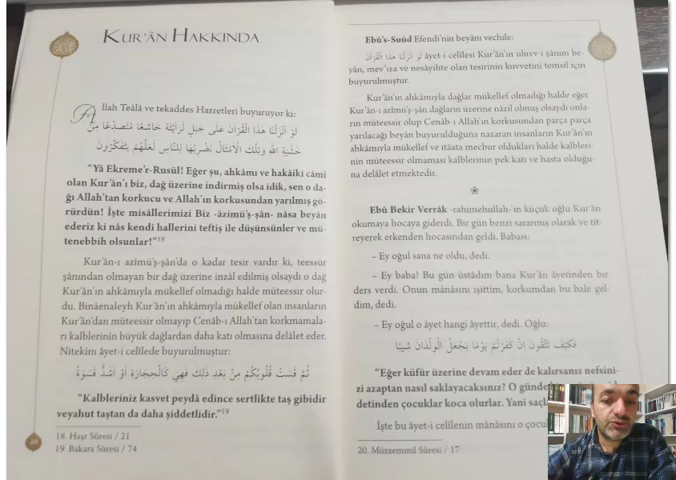 KUR'ÂN HAKKINDA
Allah Teâlâ ve tekaddes Hazretleri buyuruyor ki:
لَوْ اَنْزَلْنَا هٰذَا الْقُرْاٰنَ عَلٰى جَبَلٍ لَرَاَيْتَهُ خَاشِعًا مُتَصَدِّعًا مِنْ
خَشْيَةِ اللّٰهِ وَتِلْكَ الْاَمْثَالُ نَضْرِبُهَا لِلنَّاسِ لَعَلَّهُمْ يَتَفَكَّرُونَ
"Yâ Ekreme'r-Rusül! Eğer şu, ahkâmı ve hakâiki câmi
olan Kur'ân'ı biz, dağ üzerine indirmiş olsa idik, sen o da-
ğı Allah'tan korkucu ve Allah'ın korkusundan yarılmış gö-
rürdün! İşte misâllerimizi Biz -azîmü'ş-şân- nâsa beyân
ederiz ki nâs kendi hallerini teftiş ile düşünsünler ve mü-
tenebbih olsunlar!"18
Kur'ân-ı azîmü'ş-şân'da o kadar tesir vardır ki, teessür
şânından olmayan bir dağ üzerine inzâl edilmiş olsaydı o dağ
Kur'ân'ın ahkâmıyla mükellef olmadığı halde müteessir olur-
du. Binâenaleyh Kur'ân'ın ahkâmıyla mükellef olan insanların
Kur'ân'dan müteessir olmayıp Cenâb-ı Allah'tan korkmamala-
rı kalblerinin büyük dağlardan daha katı olmasına delâlet eder.
Nitekim âyet-i celîlede buyurulmuştur:
ثُمَّ قَسَتْ قُلُوبُكُمْ مِنْ بَعْدِ ذٰلِكَ فَهِيَ كَالْحِجَارَةِ اَوْ اَشَدُّ قَسْوَةً
"Kalbleriniz kasvet peydâ edince sertlikte taş gibidir
veyahut taştan da daha şiddetlidir."19
18. Haşr Sûresi / 21
19. Bakara Sûresi / 74
Ebü's-Suûd Efendi'nin beyânı vechile:
لَوْ اَنْزَلْنَا هٰذَا الْقُرْاٰنَ âyet-i celîlesi Kur'ân'ın uluvv-i şânını be-
yân, mev'iza ve nesâyihte olan tesirinin kuvvetini temsil için
buyurulmuştur.
Kur'ân'ın ahkâmıyla dağlar mükellef olmadığı halde eğer
Kur'ân-ı azîmü'ş-şân dağların üzerine nâzil olmuş olsaydı onla-
rın müteessir olup Cenâb-ı Allah'ın korkusundan parça parça
yarılacağı beyân buyurulduğuna nazaran insanların Kur'ân'ın
ahkâmıyla mükellef ve itâata mecbur oldukları halde kalble-
rinin müteessir olmaması kalblerinin pek katı ve hasta olduğu-
na delâlet etmektedir.
Ebû Bekir Verrâk -rahimehullah-ın küçük oğlu Kur'ân
okumaya hocaya giderdi. Bir gün benzi sararmış olarak ve tit-
reyerek erkenden hocasından geldi. Babası:
– Ey oğul sana ne oldu, dedi.
– Ey baba! Bu gün üstâdım bana Kur'ân âyetinden bir
ders verdi. Onun mânâsını işittim, korkumdan bu hale gel-
dim, dedi.
– Ey oğul o âyet hangi âyettir, dedi. Oğlu:
فَكَيْفَ تَتَّقُونَ اِنْ كَفَرْتُمْ يَوْمًا يَجْعَلُ الْوِلْدَانَ شِيبًا
"Eğer küfür üzerine devam eder de kalırsanız nefsini-
zi azaptan nasıl saklayacaksınız? O günde
detinden çocuklar koca olurlar. Yani saçl
İşte bu âyet-i celîlenin mânâsını o çocu
20. Müzzemmil Sûresi / 17